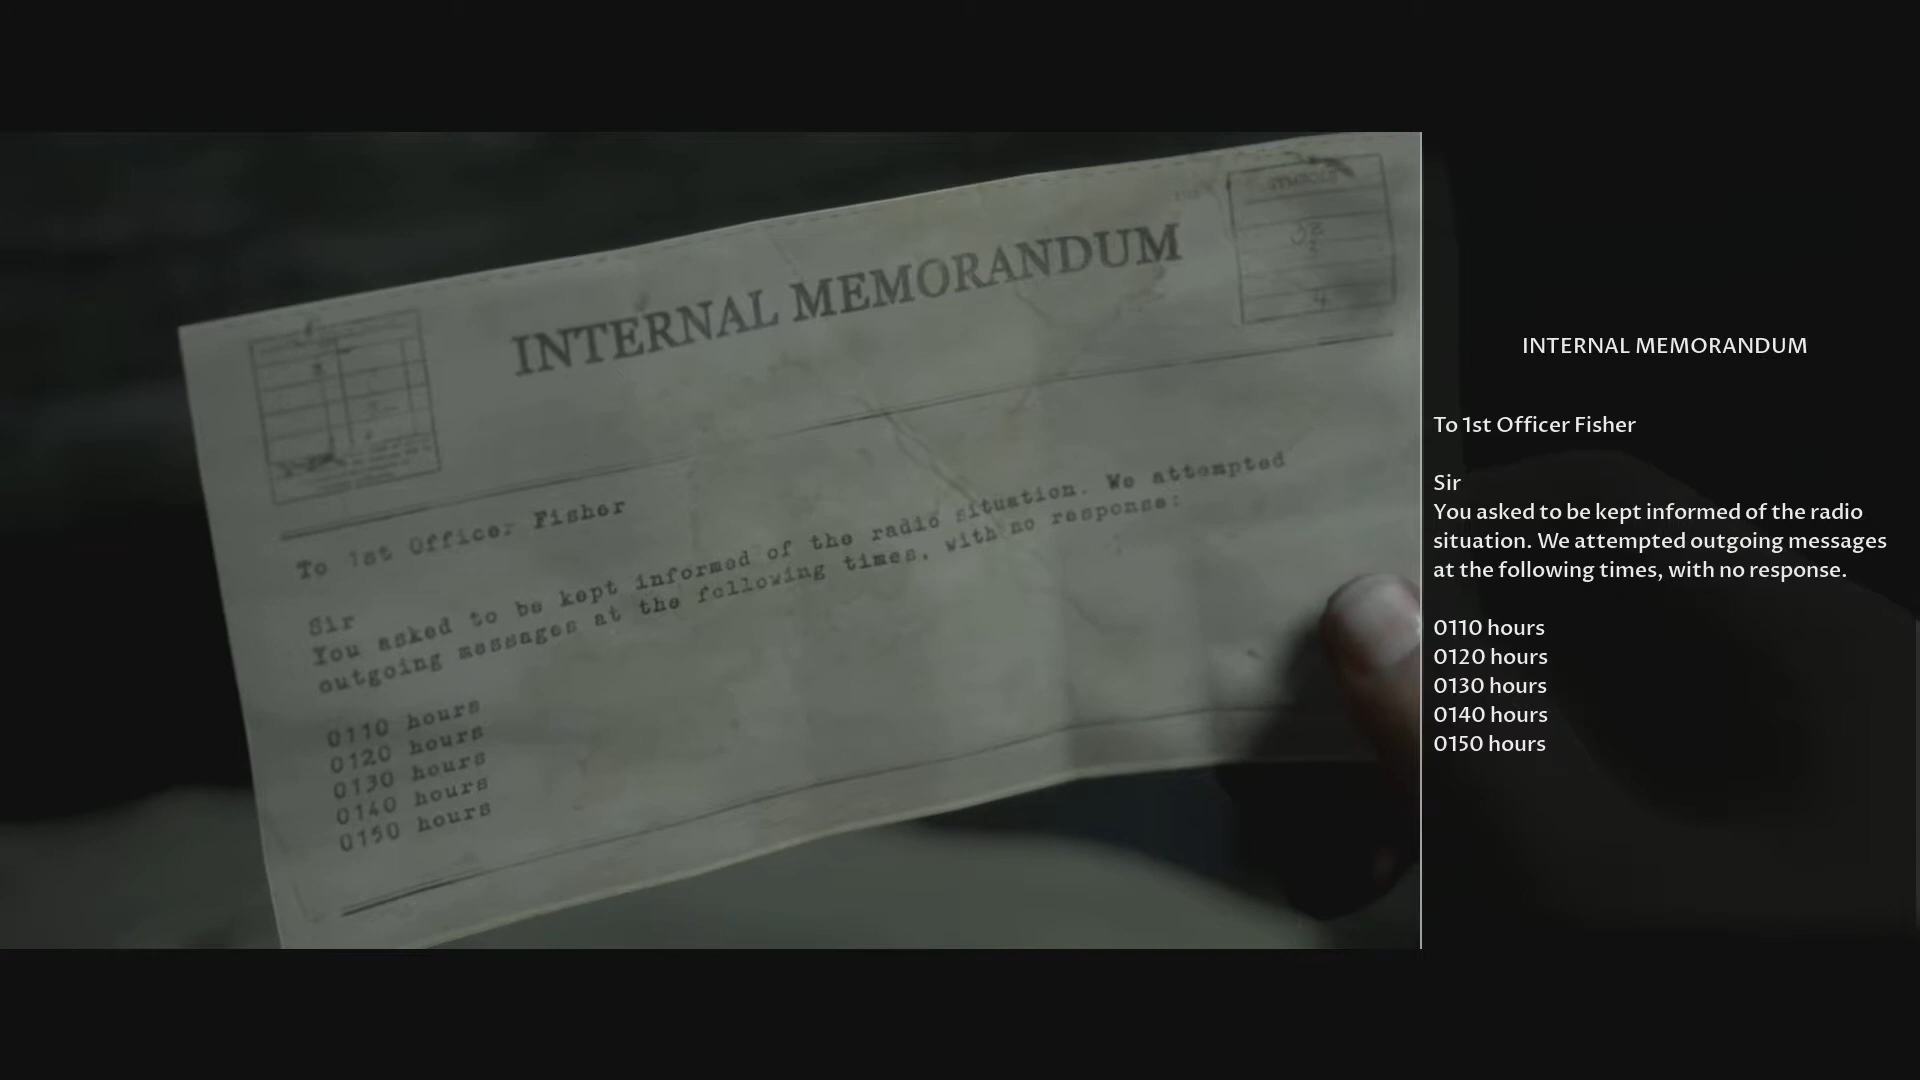 INTERNAL MEMORANDUM
To 1st Officer Fisher
Sir
You asked to be kept informed of the radio situation. We attempted
outgoing messages at the following times, with no response:
0110 hours
0120 hours
0130 hours
0140 hours
0150 hours
INTERNAL MEMORANDUM
To 1st Officer Fisher
Sir
You asked to be kept informed of the radio
situation. We attempted outgoing messages
at the following times, with no response.
0110 hours
0120 hours
0130 hours
0140 hours
0150 hours